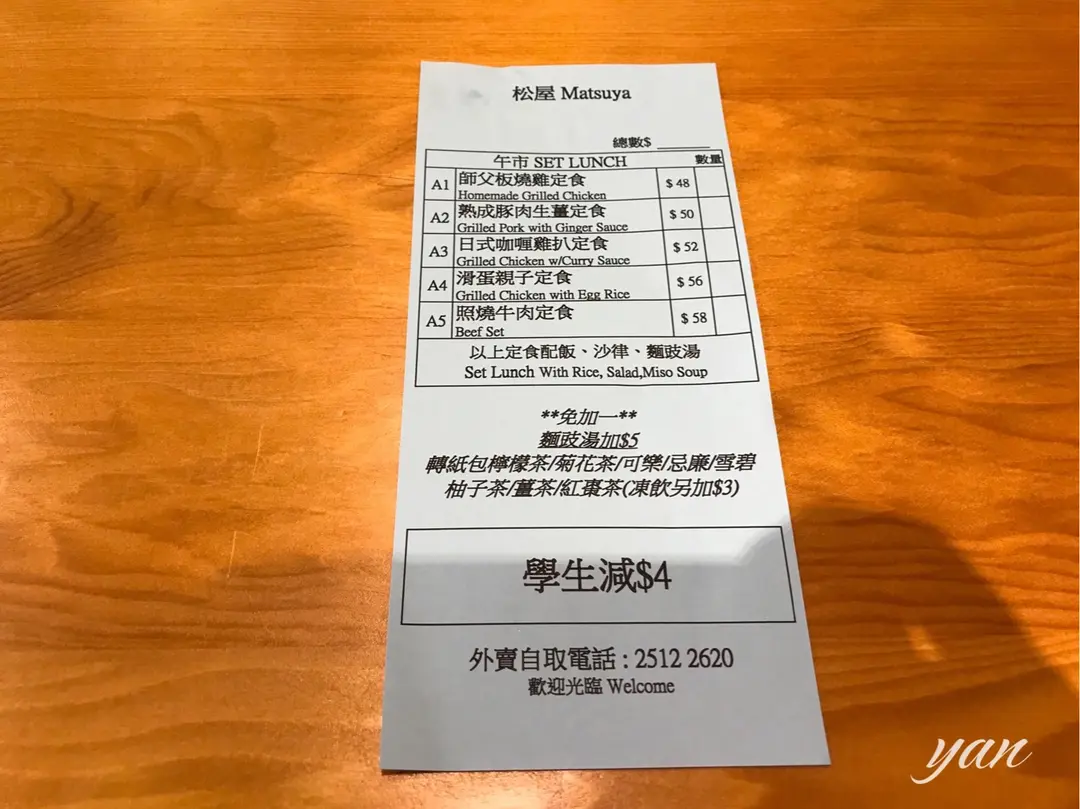 松屋 Matsuya
總數$ ______
午市 SET LUNCH 數量
A1 師父板燒雞定食 $ 48
Homemade Grilled Chicken
A2 熟成豚肉生薑定食 $ 50
Grilled Pork with Ginger Sauce
A3 日式咖喱雞扒定食 $ 52
Grilled Chicken w/Curry Sauce
A4 滑蛋親子定食 $ 56
Grilled Chicken with Egg Rice
A5 照燒牛肉定食 $ 58
Beef Set
以上定食配飯、沙律、麵豉湯
Set Lunch With Rice, Salad,Miso Soup
**免加一**
麵豉湯加$5
轉紙包檸檬茶/菊花茶/可樂/忌廉/雪碧
柚子茶/薑茶/紅棗茶(凍飲另加$3)
學生減$4
外賣自取電話 : 2512 2620
歡迎光臨 Welcome
yan